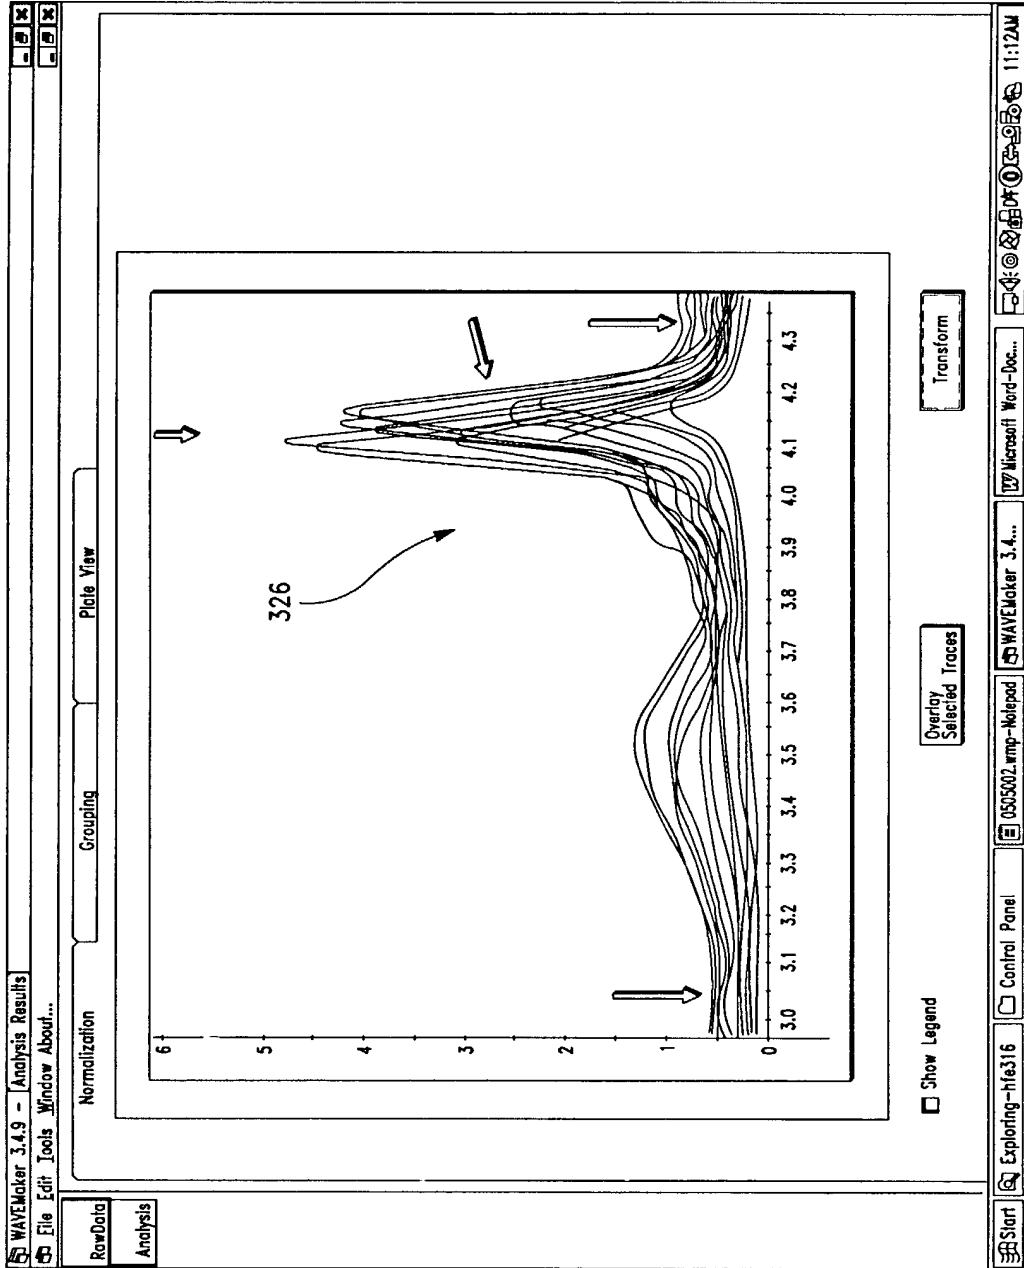 WAVEMaker 3.4.9 - Analysis Results
File Edit Tools Window About...
RawData
Analysis
Normalization
Grouping
Plate View
326
6
5
4
3
2
1
0
3.0 3.1 3.2 3.3 3.4 3.5 3.6 3.7 3.8 3.9 4.0 4.1 4.2 4.3
Show Legend
Overlay
Selected Traces
Transform
Start
Exploring-hfe316
Control Panel
0505002.wmp-Notepad
WAVEMaker 3.4...
Microsoft Word-Doc...
11:12AM